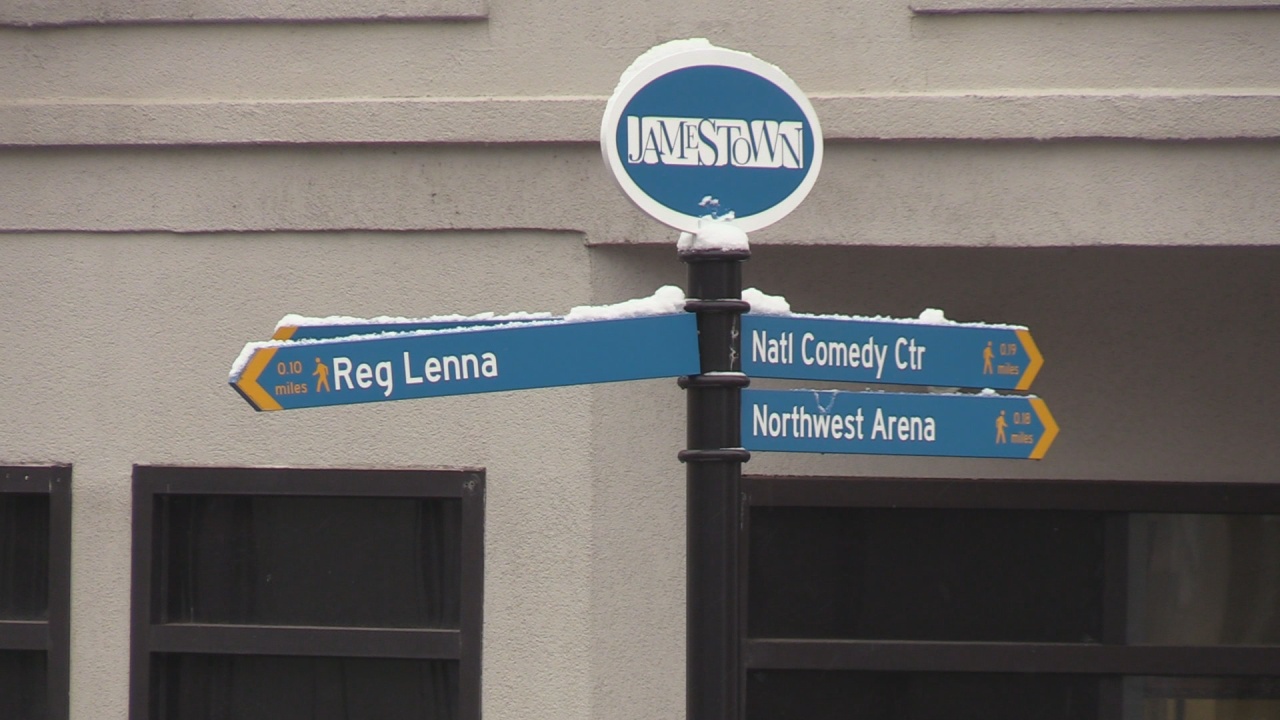 JAMESTOWN
0.10
miles
Reg Lenna
Natl Comedy Ctr
0.19
miles
Northwest Arena
0.18
miles